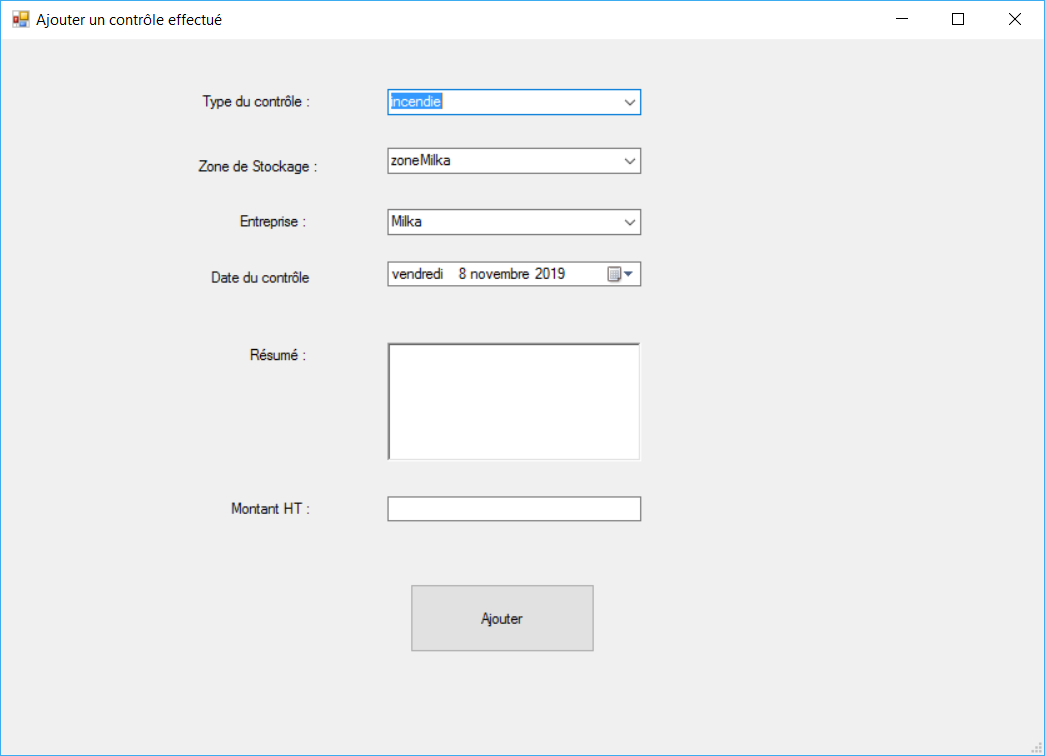 Ajouter un contrôle effectué
Type du contrôle : incendie
Zone de Stockage : zoneMilka
Entreprise : Milka
Date du contrôle vendredi 8 novembre 2019
Résumé :
Montant HT :
Ajouter